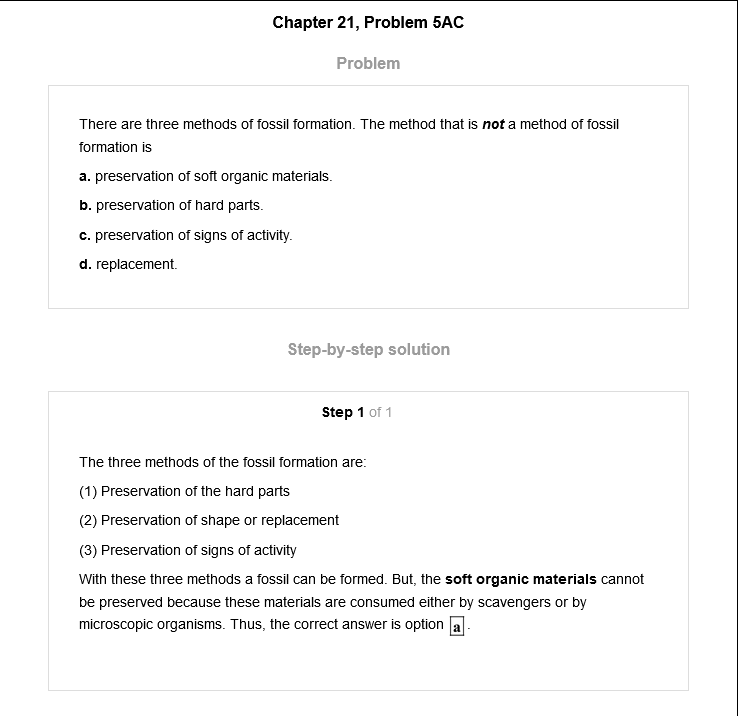 Chapter 21, Problem 5AC
Problem
There are three methods of fossil formation. The method that is not a method of fossil
formation is
a. preservation of soft organic materials.
b. preservation of hard parts.
c. preservation of signs of activity.
d. replacement.
Step-by-step solution
Step 1 of 1
The three methods of the fossil formation are:
(1) Preservation of the hard parts
(2) Preservation of shape or replacement
(3) Preservation of signs of activity
With these three methods a fossil can be formed. But, the soft organic materials cannot
be preserved because these materials are consumed either by scavengers or by
microscopic organisms. Thus, the correct answer is option a.